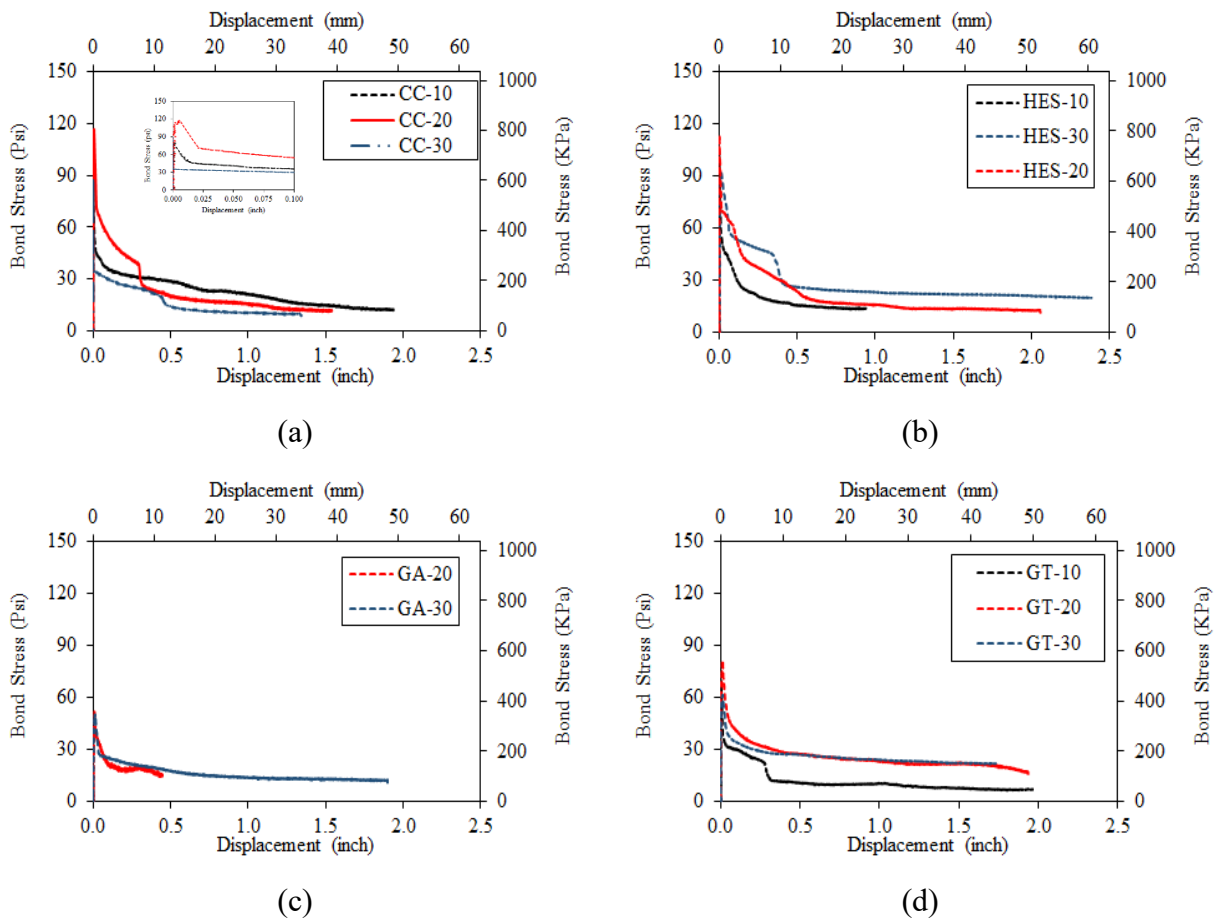 Displacement (mm)
0 10 20 30 40 50 60
150 120 90 60 30 0
Bond Stress (Psi)
1000 800 600 400 200 0
Bond Stress (KPa)
CC-10
CC-20
CC-30
150 120 90 60 30 0
Bond Stress (psi)
0.000 0.025 0.050 0.075 0.100
Displacement (inch)
0.0 0.5 1.0 1.5 2.0 2.5
Displacement (inch)
(a)
Displacement (mm)
0 10 20 30 40 50 60
150 120 90 60 30 0
Bond Stress (Psi)
1000 800 600 400 200 0
Bond Stress (KPa)
HES-10
HES-30
HES-20
0.0 0.5 1.0 1.5 2.0 2.5
Displacement (inch)
(b)
Displacement (mm)
0 10 20 30 40 50 60
150 120 90 60 30 0
Bond Stress (Psi)
1000 800 600 400 200 0
Bond Stress (KPa)
GA-20
GA-30
0.0 0.5 1.0 1.5 2.0 2.5
Displacement (inch)
(c)
Displacement (mm)
0 10 20 30 40 50 60
150 120 90 60 30 0
Bond Stress (Psi)
1000 800 600 400 200 0
Bond Stress (KPa)
GT-10
GT-20
GT-30
0.0 0.5 1.0 1.5 2.0 2.5
Displacement (inch)
(d)